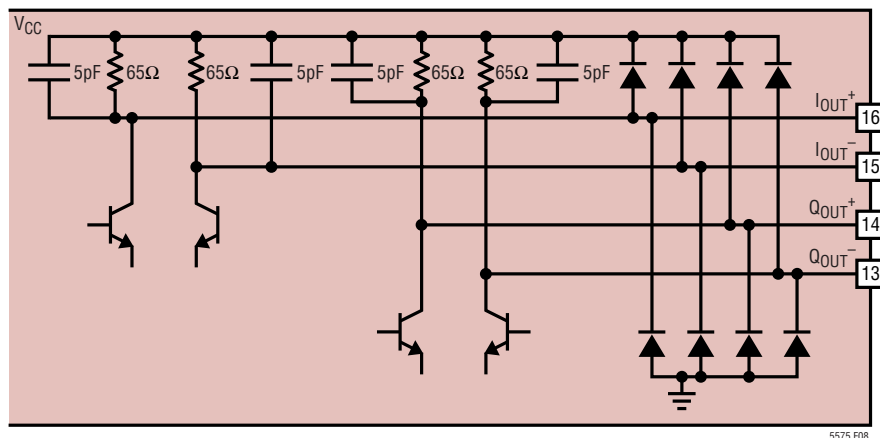 VCC
5pF 65Ω 65Ω 5pF 5pF 65Ω 65Ω 5pF
IOUT+
16
IOUT–
15
QOUT+
14
QOUT–
13
5575 F08